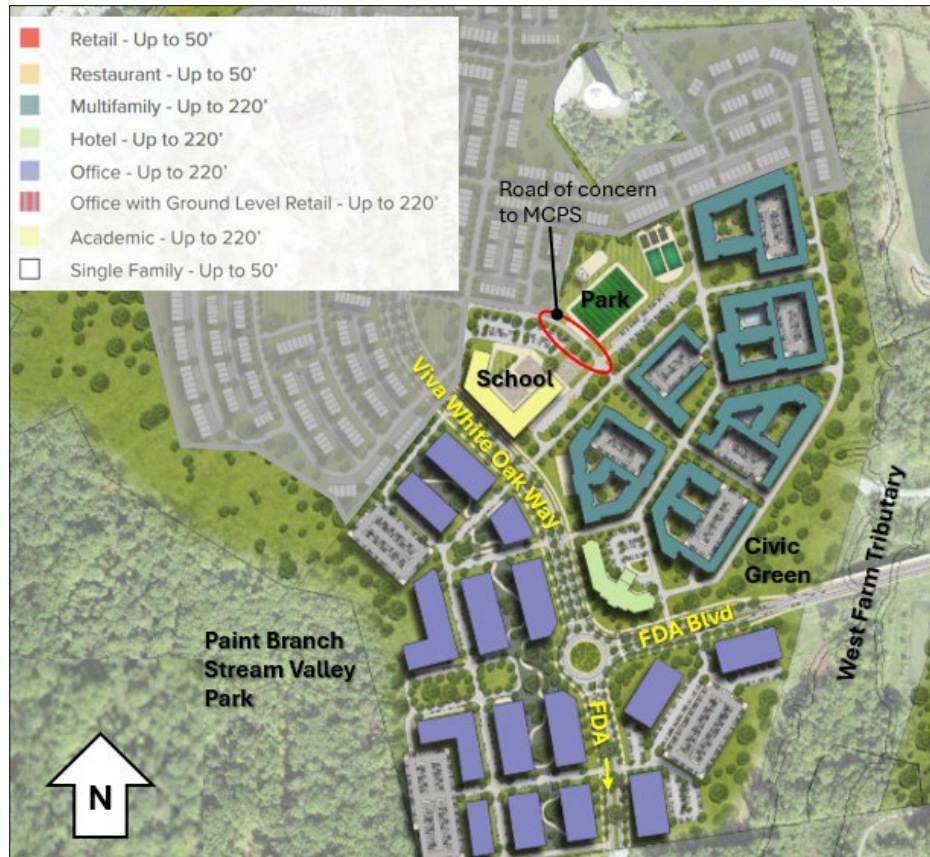 Retail - Up to 50'
Restaurant - Up to 50'
Multifamily - Up to 220'
Hotel - Up to 220'
Office - Up to 220'
Office with Ground Level Retail - Up to 220'
Academic - Up to 220'
Single Family - Up to 50'
Road of concern
to MCPS
Park
School
Viva White Oak Way
Civic
Green
West Farm Tributary
FDA Blvd
Paint Branch
Stream Valley
Park
FDA
N